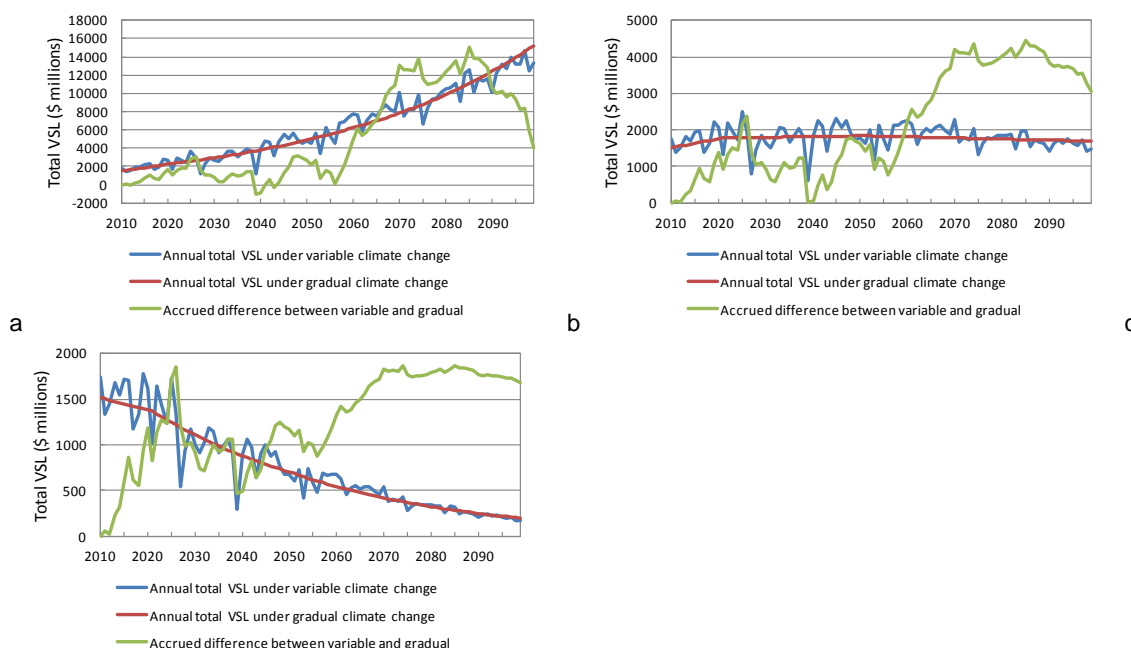 Total VSL ($ millions)
18000
16000
14000
12000
10000
8000
6000
4000
2000
0
-2000
2010 2020 2030 2040 2050 2060 2070 2080 2090
Annual total VSL under variable climate change
Annual total VSL under gradual climate change
Accrued difference between variable and gradual
a
Total VSL ($ millions)
5000
4000
3000
2000
1000
0
2010 2020 2030 2040 2050 2060 2070 2080 2090
Annual total VSL under variable climate change
Annual total VSL under gradual climate change
Accrued difference between variable and gradual
b
Total VSL ($ millions)
2000
1500
1000
500
0
2010 2020 2030 2040 2050 2060 2070 2080 2090
Annual total VSL under variable climate change
Annual total VSL under gradual climate change
Accrued difference between variable and gradual